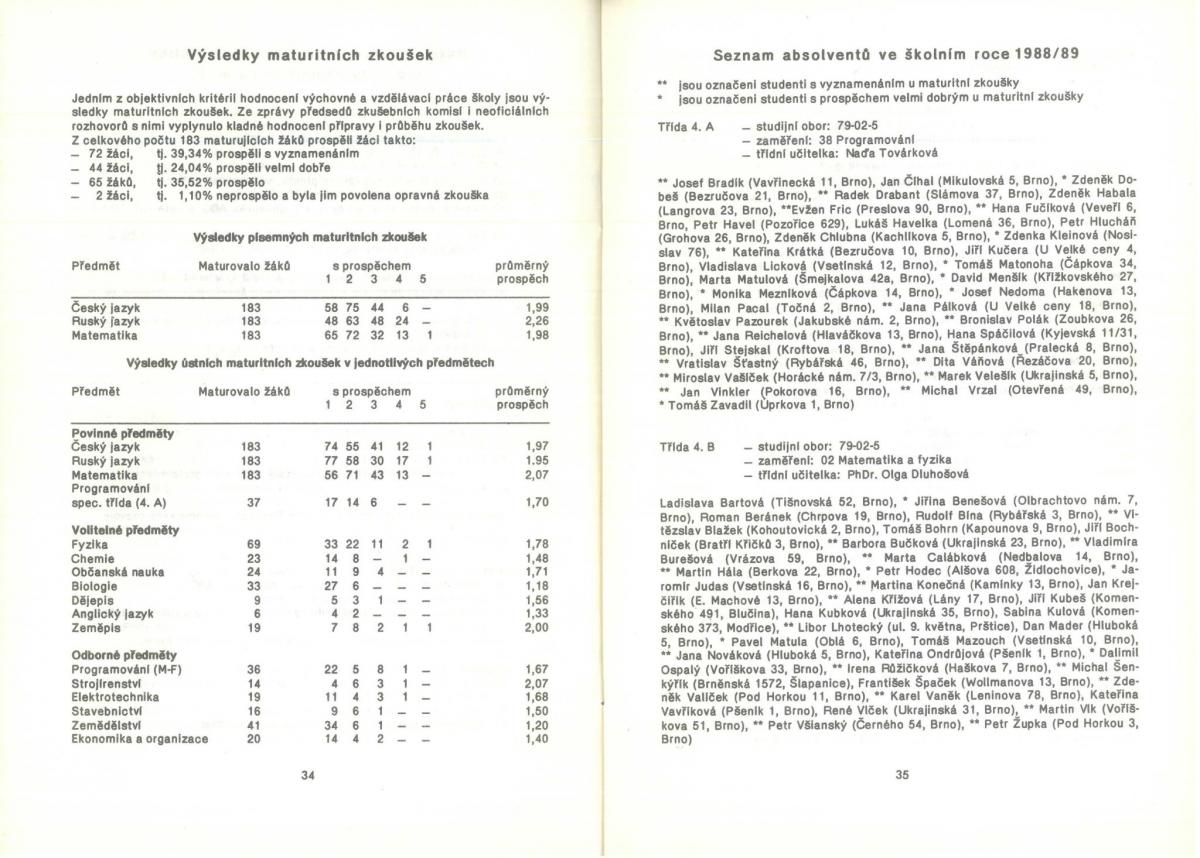 Výsledky maturitních zkoušek
Jedním z objektivních kritérií hodnocení výchovné a vzdělávací práce školy jsou vý-
sledky maturitních zkoušek. Ze zprávy předsedů zkušebních komisí i neoficiálních
rozhovorů s nimi vyplynulo kladné hodnocení přípravy i průběhu zkoušek.
Z celkového počtu 183 maturujících žáků prospěli žáci takto:
— 72 žáci, tj. 39,34% prospěli s vyznamenáním
— 44 žáci, tj. 24,04% prospěli velmi dobře
— 65 žáků, tj. 35,52% prospělo
— 2 žáci, tj. 1,10% neprospělo a byla jim povolena opravná zkouška
Výsledky písemných maturitních zkoušek
Předmět Maturovalo žáků s prospěchem průměrný
1 2 3 4 5 prospěch
Český jazyk 183 58 75 44 6 — 1,99
Ruský jazyk 183 48 63 48 24 — 2,26
Matematika 183 65 72 32 13 1 1,98
Výsledky ústních maturitních zkoušek v jednotlivých předmětech
Předmět Maturovalo žáků s prospěchem průměrný
1 2 3 4 5 prospěch
Povinné předměty
Český jazyk 183 74 55 41 12 1 1,97
Ruský jazyk 183 77 58 30 17 1 1.95
Matematika 183 56 71 43 13 — 2,07
Programování
spec. třída (4. A) 37 17 14 6 — — 1,70
Volitelné předměty
Fyzika 69 33 22 11 2 1 1,78
Chemie 23 14 8 — 1 — 1,48
Občanská nauka 24 11 9 4 — — 1,71
Biologie 33 27 6 — — — 1,18
Dějepis 9 5 3 1 — — 1,56
Anglický jazyk 6 4 2 — — — 1,33
Zeměpis 19 7 8 2 1 1 2,00
Odborné předměty
Programování (M-F) 36 22 5 8 1 — 1,67
Strojírenství 14 4 6 3 1 — 2,07
Elektrotechnika 19 11 4 3 1 — 1,68
Stavebnictví 16 9 6 1 — — 1,50
Zemědělství 41 34 6 1 — — 1,20
Ekonomika a organizace 20 14 4 2 — — 1,40
34
Seznam absolventů ve školním roce 1988/89
** jsou označeni studenti s vyznamenáním u maturitní zkoušky
* jsou označeni studenti s prospěchem velmi dobrým u maturitní zkoušky
Třída 4. A — studijní obor: 79-02-5
— zaměření: 38 Programování
— třídní učitelka: Naďa Továrková
** Josef Bradík (Vavřinecká 11, Brno), Jan Číhal (Mikulovská 5, Brno), * Zdeněk Do-
beš (Bezručova 21, Brno), ** Radek Drabant (Slámova 37, Brno), Zdeněk Habala
(Langrova 23, Brno), **Evžen Fric (Preslova 90, Brno), ** Hana Fučíková (Veveří 6,
Brno, Petr Havel (Pozořice 629), Lukáš Havelka (Lomená 36, Brno), Petr Hlucháň
(Grohova 26, Brno), Zdeněk Chlubna (Kachlíkova 5, Brno), * Zdenka Kleinová (Nosi-
slav 76), ** Kateřina Krátká (Bezručova 10, Brno), Jiří Kučera (U Velké ceny 4,
Brno), Vladislava Licková (Vsetínská 12, Brno), * Tomáš Matonoha (Čápkova 34,
Brno), Marta Matulová (Šmejkalova 42a, Brno), * David Menšík (Křížkovského 27,
Brno), * Monika Mezníková (Čápkova 14, Brno), * Josef Nedoma (Hakenova 13,
Brno), Milan Pacal (Točná 2, Brno), ** Jana Pálková (U Velké ceny 18, Brno),
** Květoslav Pazourek (Jakubské nám. 2, Brno), ** Bronislav Polák (Zoubkova 26,
Brno), ** Jana Reichelová (Hlaváčkova 13, Brno), Hana Spáčilová (Kyjevská 11/31,
Brno), Jiří Stejskal (Kroftova 18, Brno), ** Jana Štěpánková (Pralecká 8, Brno),
** Vratislav Šťastný (Rybářská 46, Brno), ** Dita Váňová (Řezáčova 20, Brno),
** Miroslav Vašíček (Horácké nám. 7/3, Brno), ** Marek Velešík (Ukrajinská 5, Brno),
** Jan Vinkler (Pokorova 16, Brno), ** Michal Vrzal (Otevřená 49, Brno),
* Tomáš Zavadil (Úprkova 1, Brno)
Třída 4. B — studijní obor: 79-02-5
— zaměření: 02 Matematika a fyzika
— třídní učitelka: PhDr. Olga Dluhošová
Ladislava Bartová (Tišnovská 52, Brno), * Jiřina Benešová (Olbrachtovo nám. 7,
Brno), Roman Beránek (Chrpova 19, Brno), Rudolf Bína (Rybářská 3, Brno), ** Ví-
tězslav Blažek (Kohoutovická 2, Brno), Tomáš Bohrn (Kapounova 9, Brno), Jiří Boch-
níček (Bratří Křičků 3, Brno), ** Barbora Bučková (Ukrajinská 23, Brno), ** Vladimíra
Burešová (Vrázova 59, Brno), ** Marta Calábková (Nedbalova 14, Brno),
** Martin Hála (Berkova 22, Brno), * Petr Hodec (Alšova 608, Židlochovice), * Ja-
romír Judas (Vsetínská 16, Brno), ** Martina Konečná (Kamínky 13, Brno), Jan Krej-
čiřík (E. Machové 13, Brno), ** Alena Křížová (Lány 17, Brno), Jiří Kubeš (Komen-
ského 491, Blučina), Hana Kubková (Ukrajinská 35, Brno), Sabina Kulová (Komen-
ského 373, Modřice), ** Libor Lhotecký (ul. 9. května, Prštice), Dan Mader (Hluboká
5, Brno), * Pavel Matula (Oblá 6, Brno), Tomáš Mazouch (Vsetínská 10, Brno),
** Jana Nováková (Hluboká 5, Brno), Kateřina Ondrůjová (Pšeník 1, Brno), * Dalimil
Ospalý (Voříškova 33, Brno), ** Irena Růžičková (Haškova 7, Brno), ** Michal Šen-
kýřík (Brněnská 1572, Šlapanice), František Špaček (Wollmanova 13, Brno), ** Zde-
něk Valíček (Pod Horkou 11, Brno), ** Karel Vaněk (Leninova 78, Brno), Kateřina
Vavříková (Pšeník 1, Brno), René Vlček (Ukrajinská 31, Brno), ** Martin Vlk (Voříš-
kova 51, Brno), ** Petr Všianský (Černého 54, Brno), ** Petr Župka (Pod Horkou 3,
Brno)
35